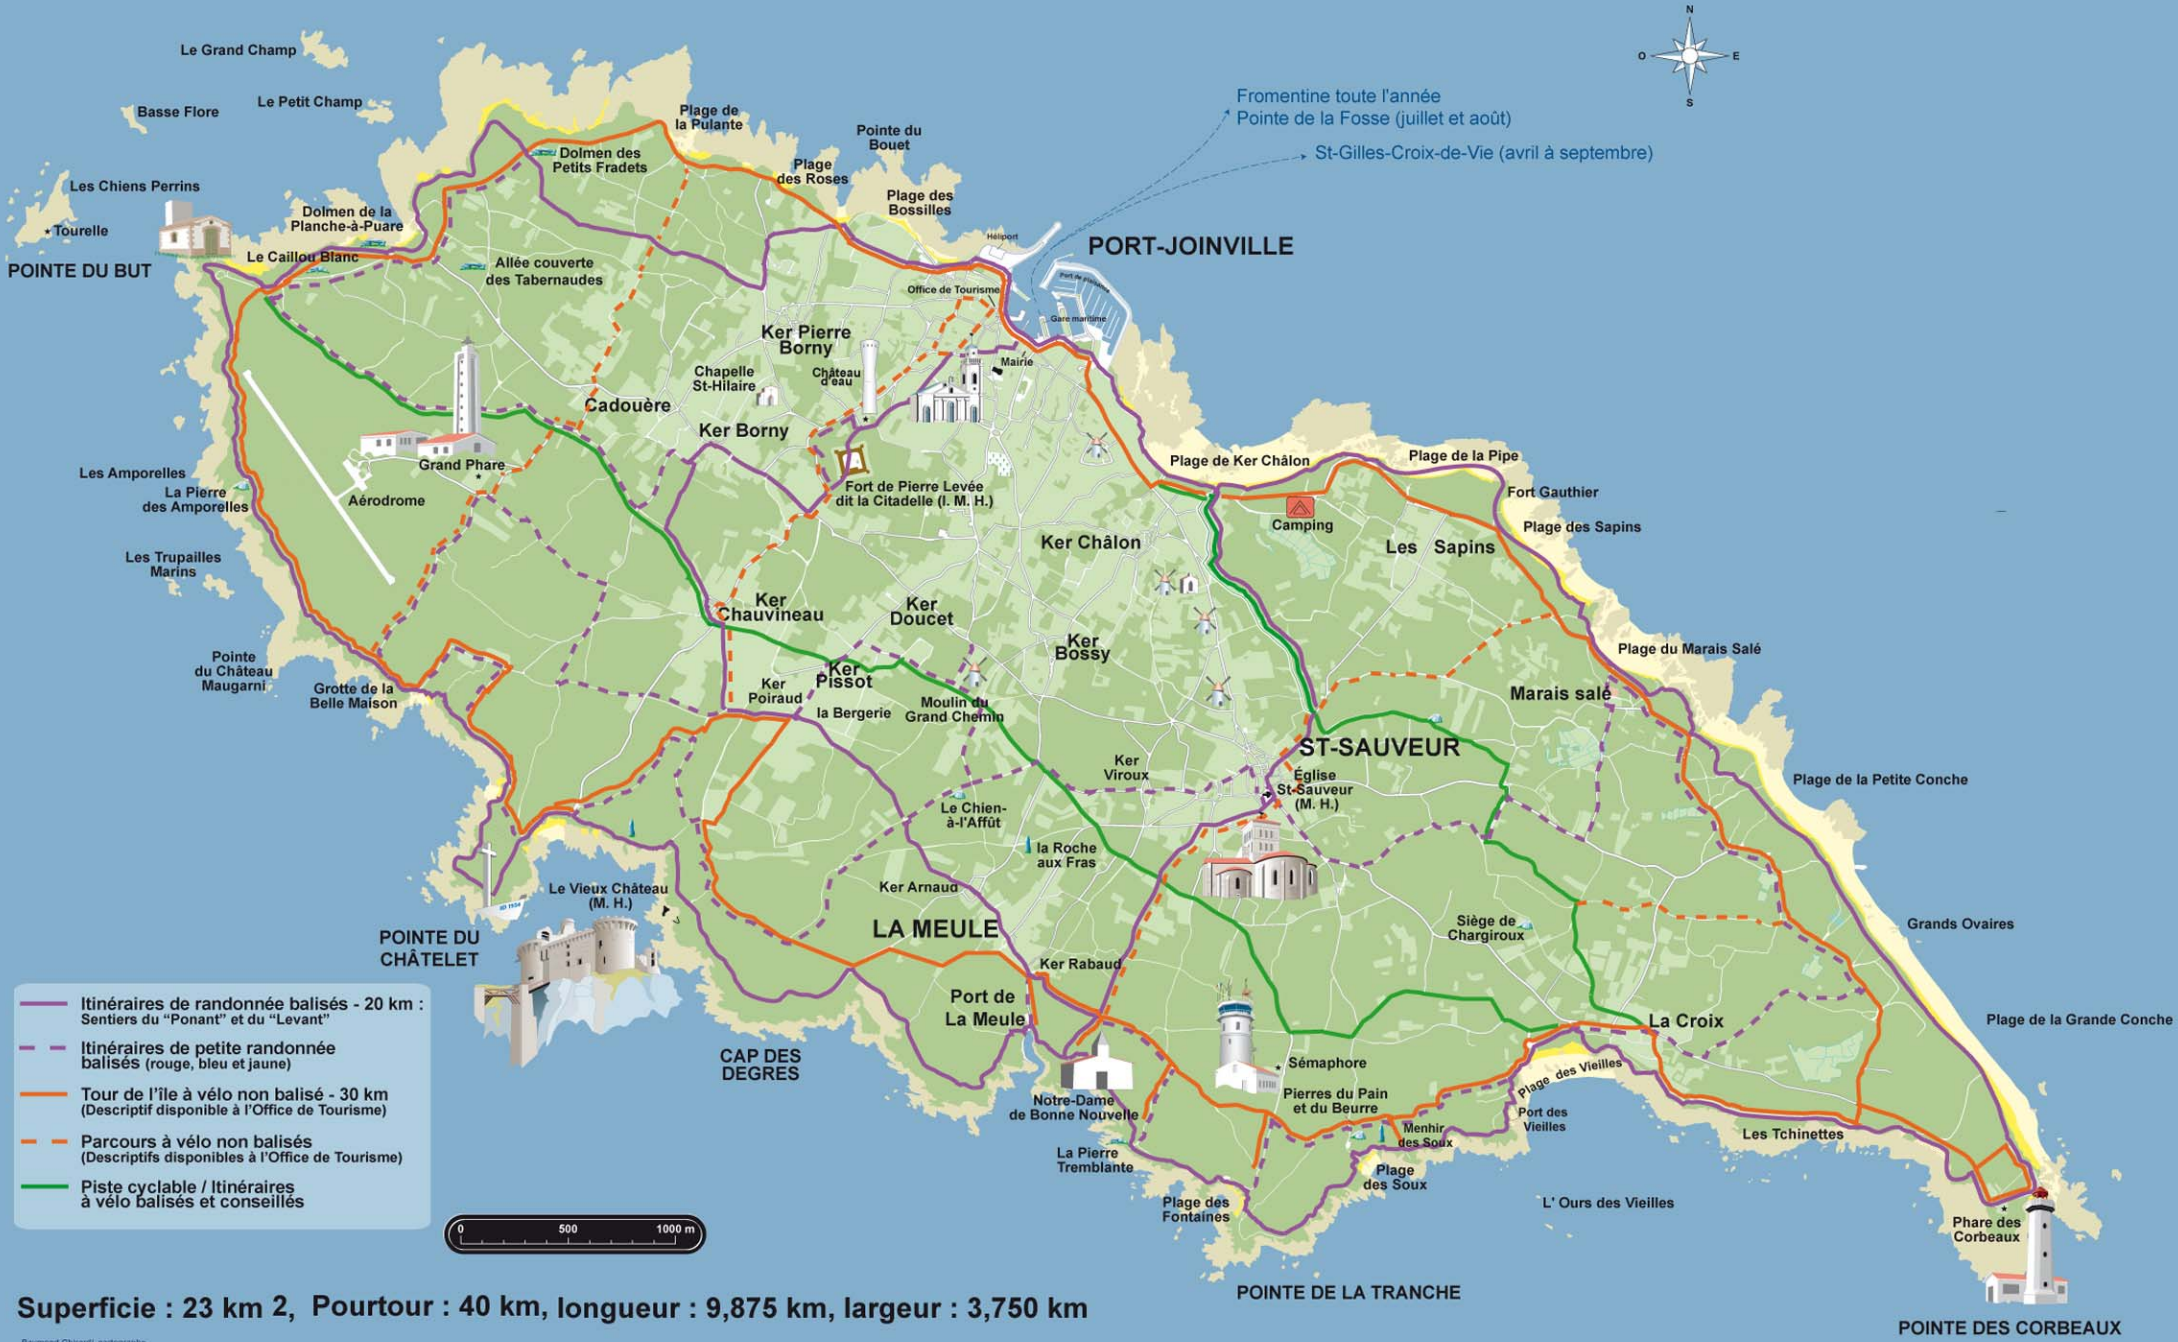 N
O
E
S
Le Grand Champ
Basse Flore
Le Petit Champ
Fromentine toute l'année
Pointe de la Fosse (juillet et août)
St-Gilles-Croix-de-Vie (avril à septembre)
Plage de
la Pulante
Pointe du
Bouet
Dolmen des
Petits Fradets
Plage
des Roses
Plage des
Bossilles
Les Chiens Perrins
Tourelle
POINTE DU BUT
Dolmen de la
Planche-à-Puare
Le Caillou Blanc
Allée couverte
des Tabernaudes
Héliport
PORT-JOINVILLE
Port de plaisance
Office de Tourisme
Gare maritime
Mairie
Ker Pierre
Borny
Chapelle
St-Hilaire
Château
d'eau
Cadouère
Ker Borny
Grand Phare
Aérodrome
Fort de Pierre Levée
dit la Citadelle (I. M. H.)
Les Amporelles
La Pierre
des Amporelles
Les Trupailles
Marins
Plage de Ker Châlon
Plage de la Pipe
Fort Gauthier
Plage des Sapins
Camping
Les Sapins
Ker Châlon
Ker
Chauvineau
Ker
Doucet
Ker
Bossy
Pointe
du Château
Maugarni
Grotte de la
Belle Maison
Ker
Poiraud
Ker
Pissot
la Bergerie
Moulin du
Grand Chemin
Plage du Marais Salé
Marais salé
ST-SAUVEUR
Église
St-Sauveur
(M. H.)
Ker
Viroux
Plage de la Petite Conche
Le Chien-
à-l'Affût
la Roche
aux Fras
Ker Arnaud
LA MEULE
Le Vieux Château
(M. H.)
POINTE DU
CHÂTELET
Siège de
Chargiroux
Grands Ovaires
Ker Rabaud
Port de
La Meule
La Croix
Plage de la Grande Conche
CAP DES
DEGRES
Sémaphore
Pierres du Pain
et du Beurre
Plage des Vieilles
Port des
Vieilles
Notre-Dame
de Bonne Nouvelle
Menhir
des Soux
Les Tchinettes
La Pierre
Tremblante
Plage
des Soux
Plage des
Fontaines
L' Ours des Vieilles
Phare des
Corbeaux
POINTE DE LA TRANCHE
POINTE DES CORBEAUX
Itinéraires de randonnée balisés - 20 km :
Sentiers du “Ponant” et du “Levant”
Itinéraires de petite randonnée
balisés (rouge, bleu et jaune)
Tour de l'île à vélo non balisé - 30 km
(Descriptif disponible à l'Office de Tourisme)
Parcours à vélo non balisés
(Descriptifs disponibles à l'Office de Tourisme)
Piste cyclable / Itinéraires
à vélo balisés et conseillés
0 500 1000 m
Superficie : 23 km 2, Pourtour : 40 km, longueur : 9,875 km, largeur : 3,750 km